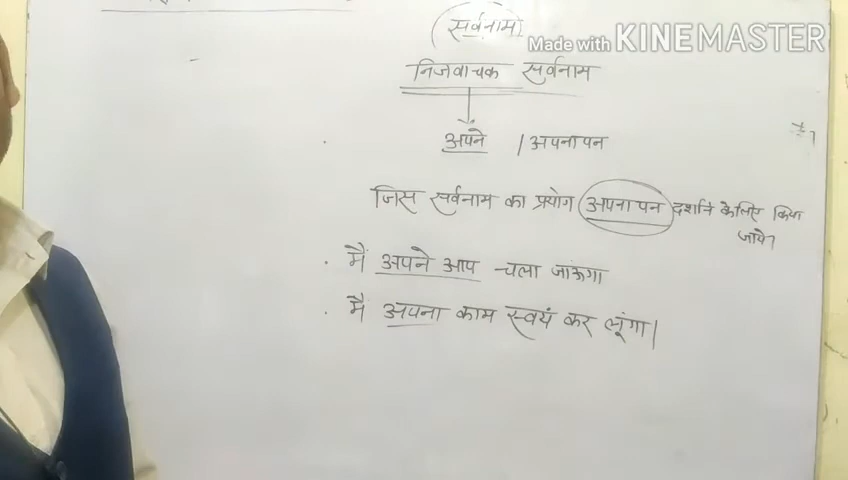 सर्वनाम
Made with KINEMASTER
निजवाचक सर्वनाम
अपने / अपनापन
जिस सर्वनाम का प्रयोग अपनापन दर्शाने के लिए किया
जाये।
· मैं अपने आप चला जाऊंगा
· मैं अपना काम स्वयं कर लूंगा।